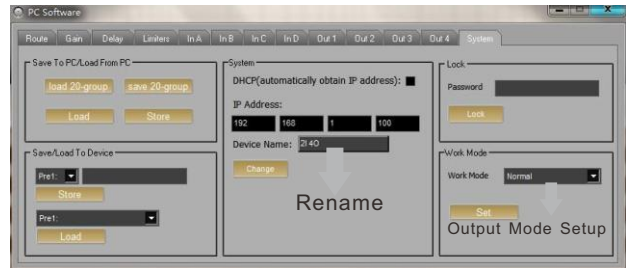 PC Software
Route Gain Delay Limiters In A In B In C In D Out 1 Out 2 Out 3 Out 4 System
Save To PC/Load From PC
load 20-group save 20-group
Load Store
Save/Load To Device
Pre1:
Store
Pre1:
Load
System
DHCP(automatically obtain IP address):
IP Address:
192 168 1 100
Device Name: 2I 4O
Change
Rename
Lock
Password
Lock
Work Mode
Work Mode Normal
Set
Output Mode Setup